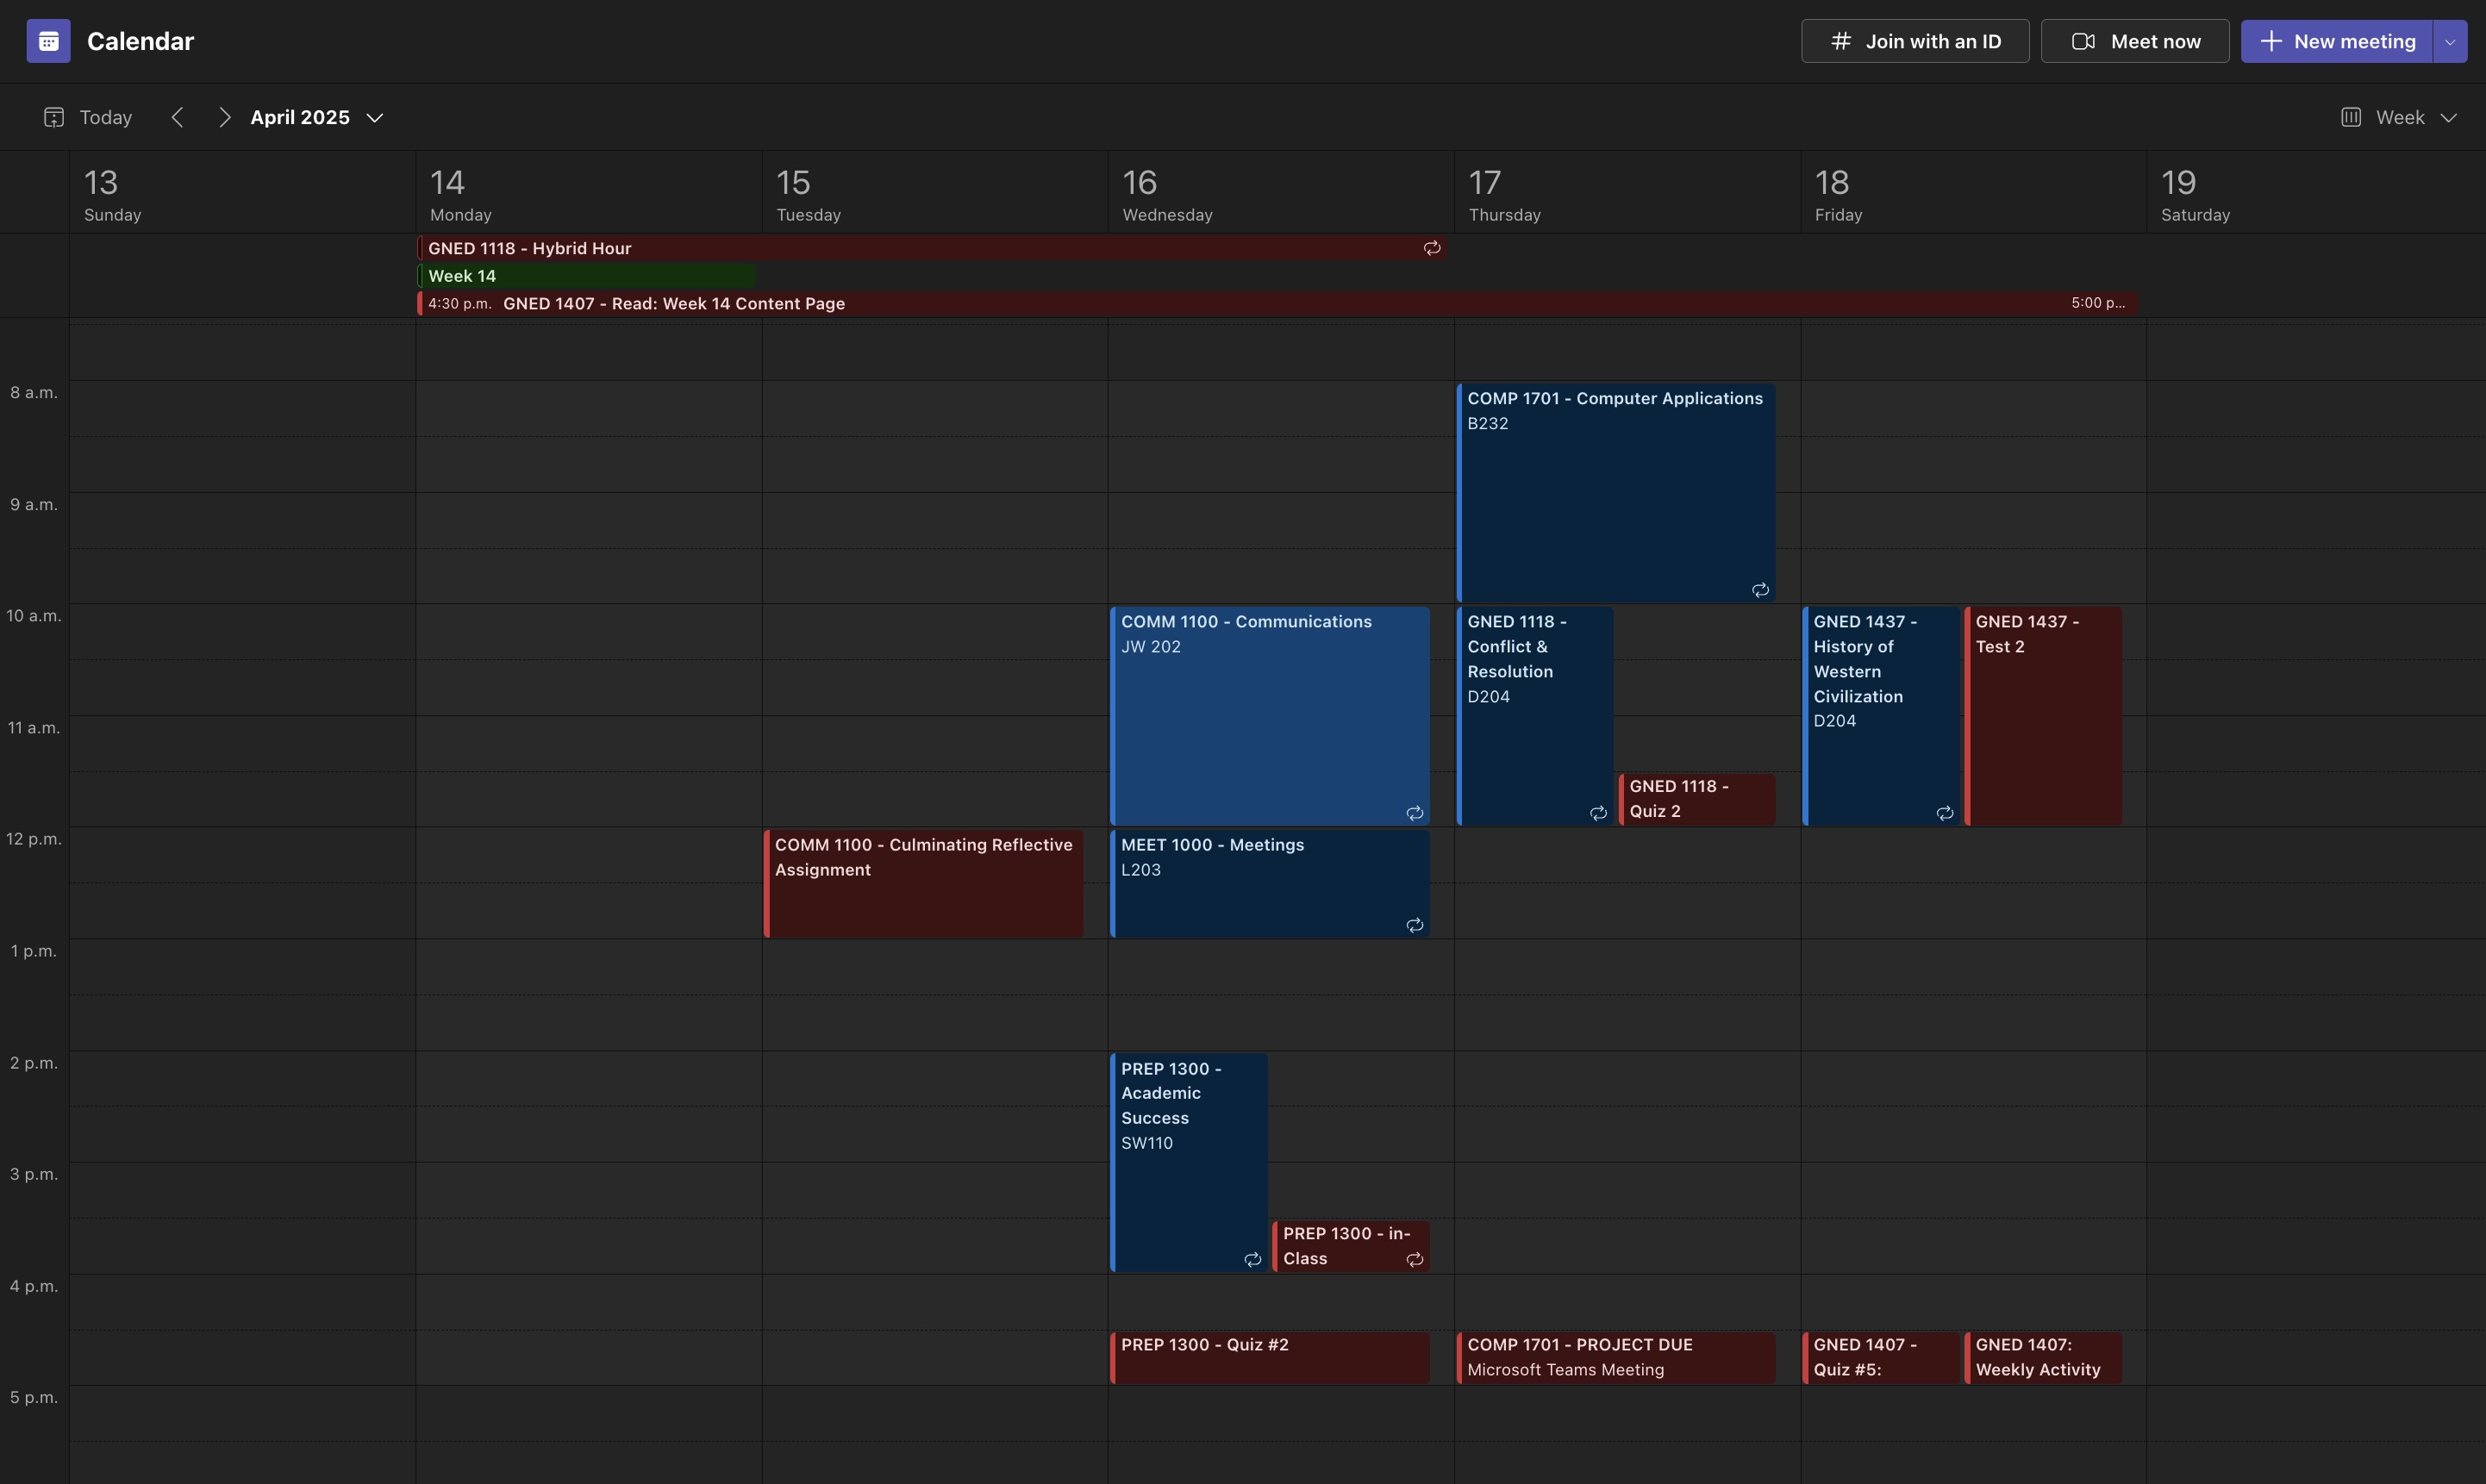 Calendar
Join with an ID
Meet now
New meeting
Today
April 2025
Week
13
Sunday
14
Monday
15
Tuesday
16
Wednesday
17
Thursday
18
Friday
19
Saturday
GNED 1118 - Hybrid Hour
Week 14
4:30 p.m. GNED 1407 - Read: Week 14 Content Page 5:00 p...
8 a.m.
COMP 1701 - Computer Applications
B232
9 a.m.
10 a.m.
COMM 1100 - Communications
JW 202
GNED 1118 -
Conflict &
Resolution
D204
GNED 1437 -
History of
Western
Civilization
D204
GNED 1437 -
Test 2
11 a.m.
GNED 1118 -
Quiz 2
12 p.m.
COMM 1100 - Culminating Reflective
Assignment
MEET 1000 - Meetings
L203
1 p.m.
2 p.m.
PREP 1300 -
Academic
Success
SW110
3 p.m.
PREP 1300 - in-
Class
4 p.m.
PREP 1300 - Quiz #2
COMP 1701 - PROJECT DUE
Microsoft Teams Meeting
GNED 1407 -
Quiz #5:
GNED 1407:
Weekly Activity
5 p.m.